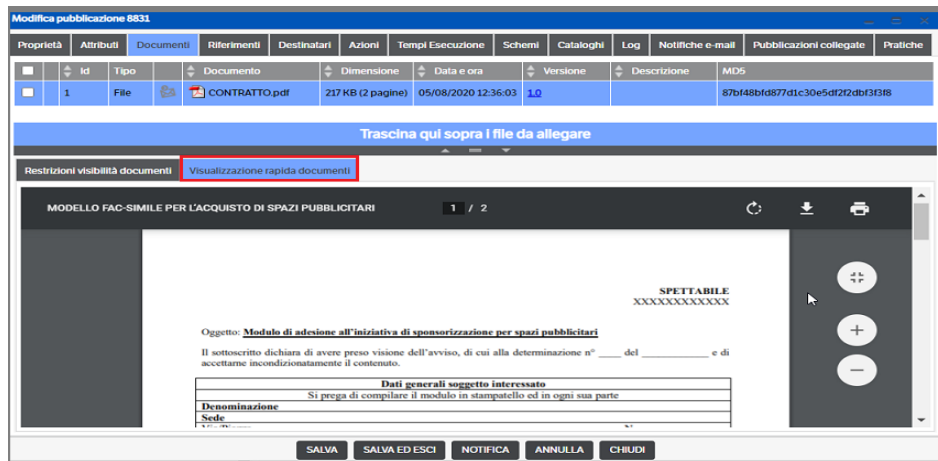 Modifica pubblicazione 8831
Proprietà Attributi Documenti Riferimenti Destinatari Azioni Tempi Esecuzione Schemi Cataloghi Log Notifiche e-mail Pubblicazioni collegate Pratiche
Id Tipo Documento Dimensione Data e ora Versione Descrizione MD5
1 File CONTRATTO.pdf 217 KB (2 pagine) 05/08/2020 12:36:03 1.0 87bf48bfd877d1c30e5df2f2dbf3f3f8
Trascina qui sopra i file da allegare
Restrizioni visibilità documenti Visualizzazione rapida documenti
MODELLO FAC-SIMILE PER L'ACQUISTO DI SPAZI PUBBLICITARI 1 / 2
SPETTABILE
XXXXXXXXXXXX
Oggetto: Modulo di adesione all'iniziativa di sponsorizzazione per spazi pubblicitari
Il sottoscritto dichiara di avere preso visione dell'avviso, di cui alla determinazione n° ____ del ____________ e di
accettarne incondizionatamente il contenuto.
Dati generali soggetto interessato
Si prega di compilare il modulo in stampatello ed in ogni sua parte
Denominazione
Sede
SALVA SALVA ED ESCI NOTIFICA ANNULLA CHIUDI